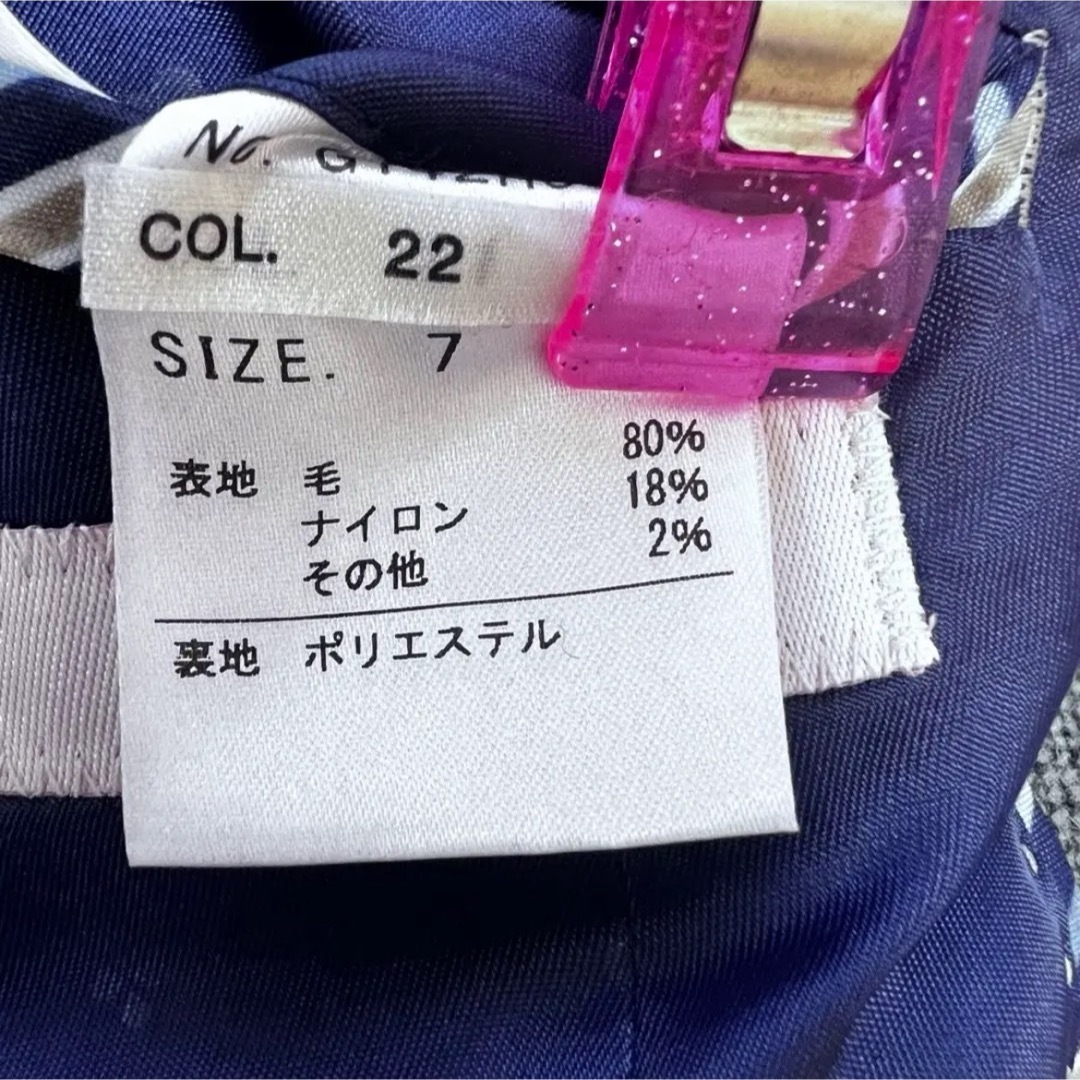 No.
COL. 22
SIZE. 7
表地 毛 80%
ナイロン 18%
その他 2%
裏地 ポリエステル